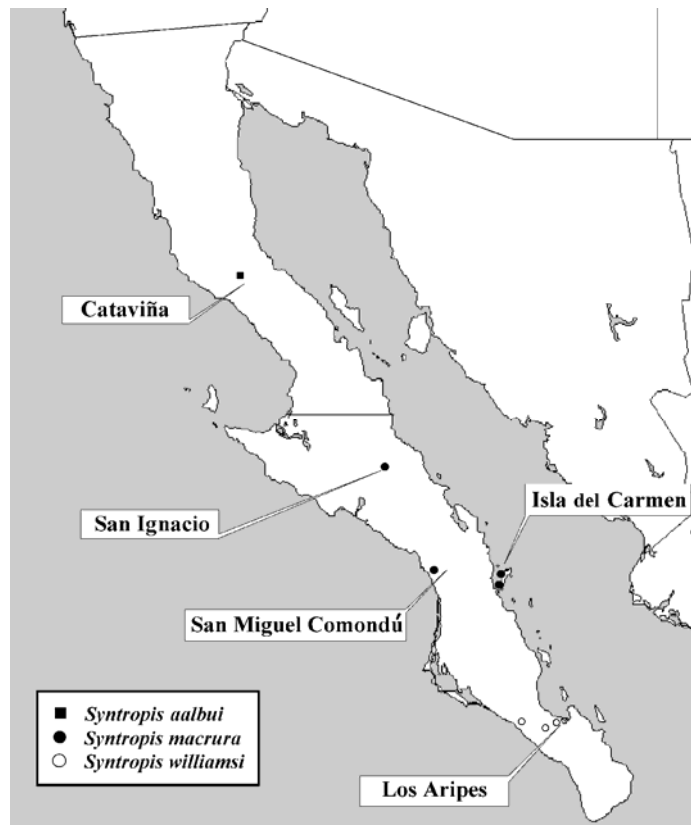 Cataviña
San Ignacio
Isla del Carmen
San Miguel Comondú
Syntropis aalbui
Syntropis macrura
Syntropis williamsi
Los Aripes